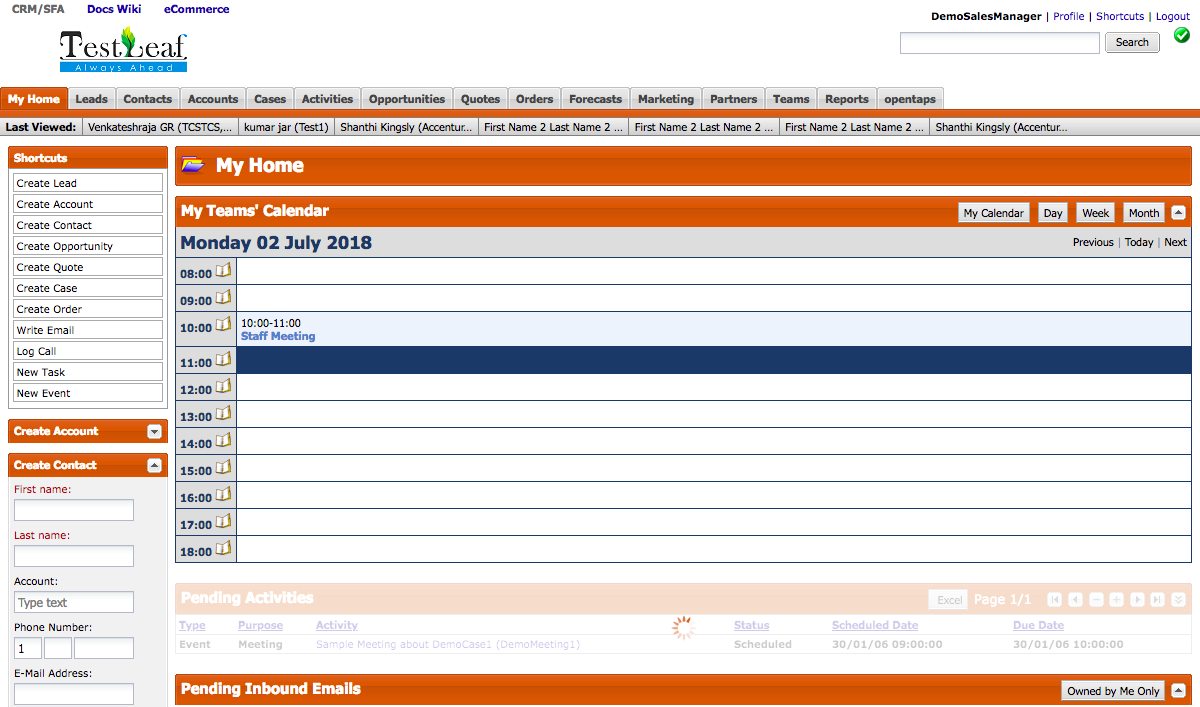 CRM/SFA Docs Wiki eCommerce
DemoSalesManager | Profile | Shortcuts | Logout
TestLeaf
Always Ahead
Search
My Home Leads Contacts Accounts Cases Activities Opportunities Quotes Orders Forecasts Marketing Partners Teams Reports opentaps
Last Viewed: Venkateshraja GR (TCSTCS,... kumar jar (Test1) Shanthi Kingsly (Accentur... First Name 2 Last Name 2 ... First Name 2 Last Name 2 ... First Name 2 Last Name 2 ... Shanthi Kingsly (Accentur...
Shortcuts
Create Lead
Create Account
Create Contact
Create Opportunity
Create Quote
Create Case
Create Order
Write Email
Log Call
New Task
New Event
Create Account
Create Contact
First name:
Last name:
Account:
Type text
Phone Number:
1
E-Mail Address:
My Home
My Teams' Calendar My Calendar Day Week Month
Monday 02 July 2018 Previous | Today | Next
08:00
09:00
10:00 10:00-11:00
Staff Meeting
11:00
12:00
13:00
14:00
15:00
16:00
17:00
18:00
Pending Activities Excel Page 1/1
Type Purpose Activity Status Scheduled Date Due Date
Event Meeting Sample Meeting about DemoCase1 (DemoMeeting1) Scheduled 30/01/06 09:00:00 30/01/06 10:00:00
Pending Inbound Emails Owned by Me Only